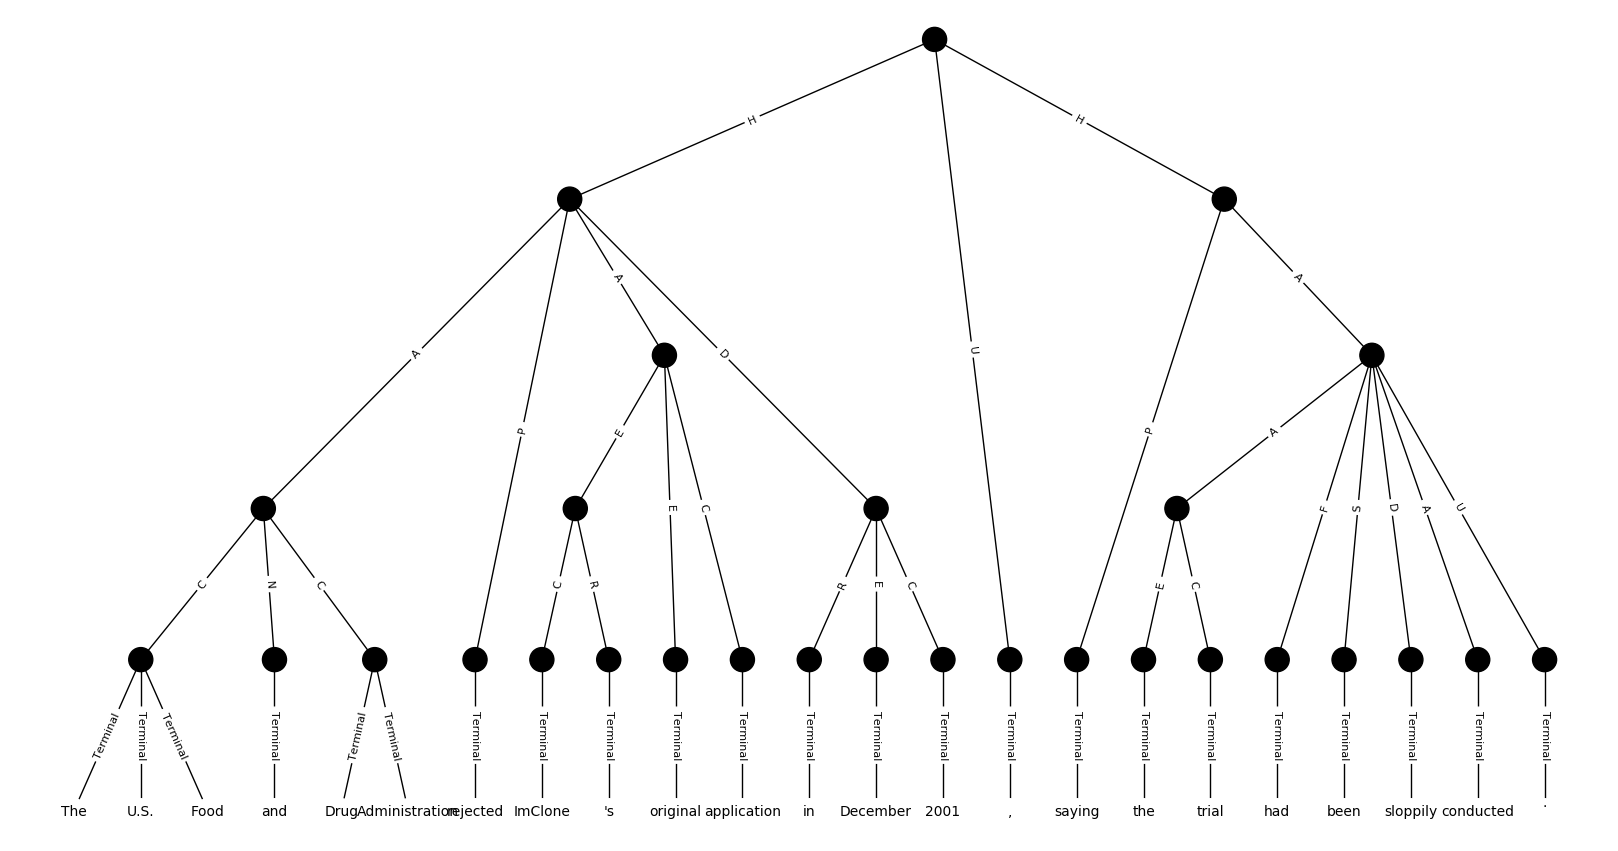 H H
A A
A D U
P P
E A
E C F S D A U
C N C C R R E C E C
Terminal Terminal Terminal Terminal Terminal Terminal Terminal Terminal Terminal Terminal Terminal Terminal Terminal Terminal Terminal Terminal Terminal Terminal Terminal Terminal Terminal Terminal Terminal
The U.S. Food and Drug Administration rejected ImClone 's original application in December 2001 , saying the trial had been sloppily conducted .